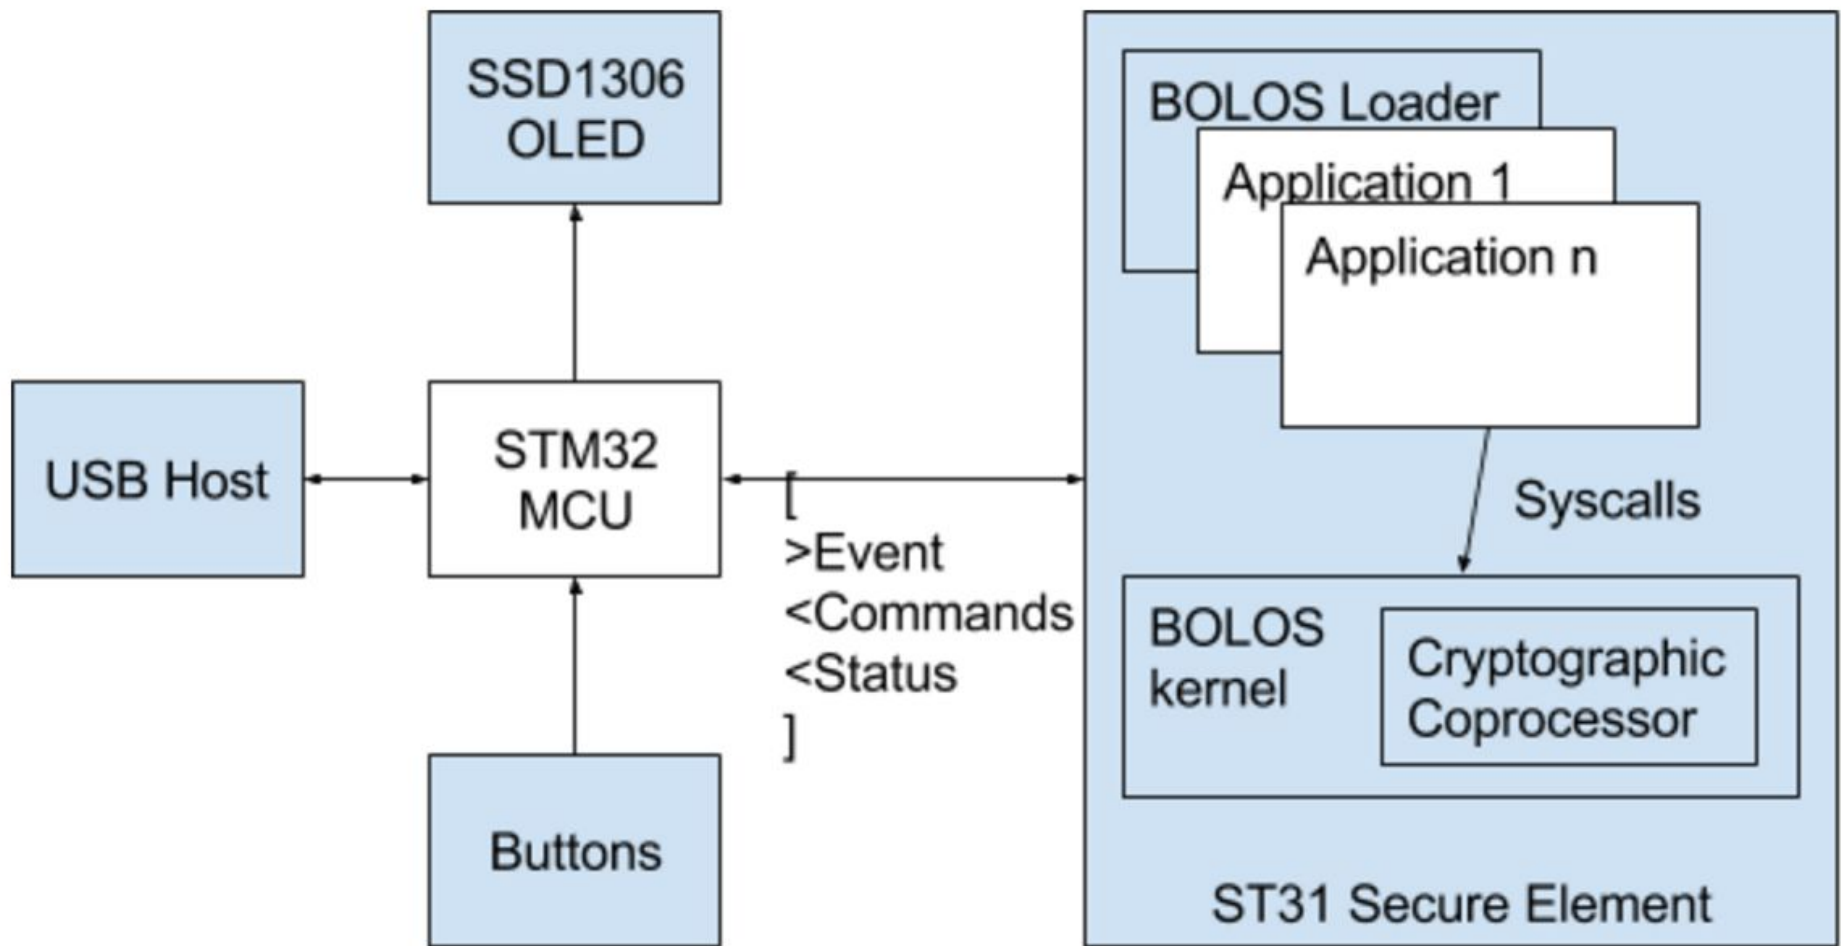 SSD1306
OLED
USB Host
STM32
MCU
Buttons
[
>Event
<Commands
<Status
]
BOLOS Loader
Application 1
Application n
Syscalls
BOLOS
kernel
Cryptographic
Coprocessor
ST31 Secure Element